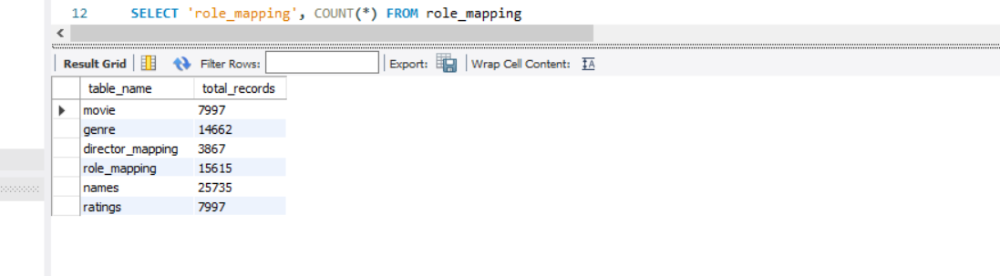 12 SELECT 'role_mapping', COUNT(*) FROM role_mapping
Result Grid Filter Rows: Export: Wrap Cell Content: IA
table_name total_records
movie 7997
genre 14662
director_mapping 3867
role_mapping 15615
names 25735
ratings 7997